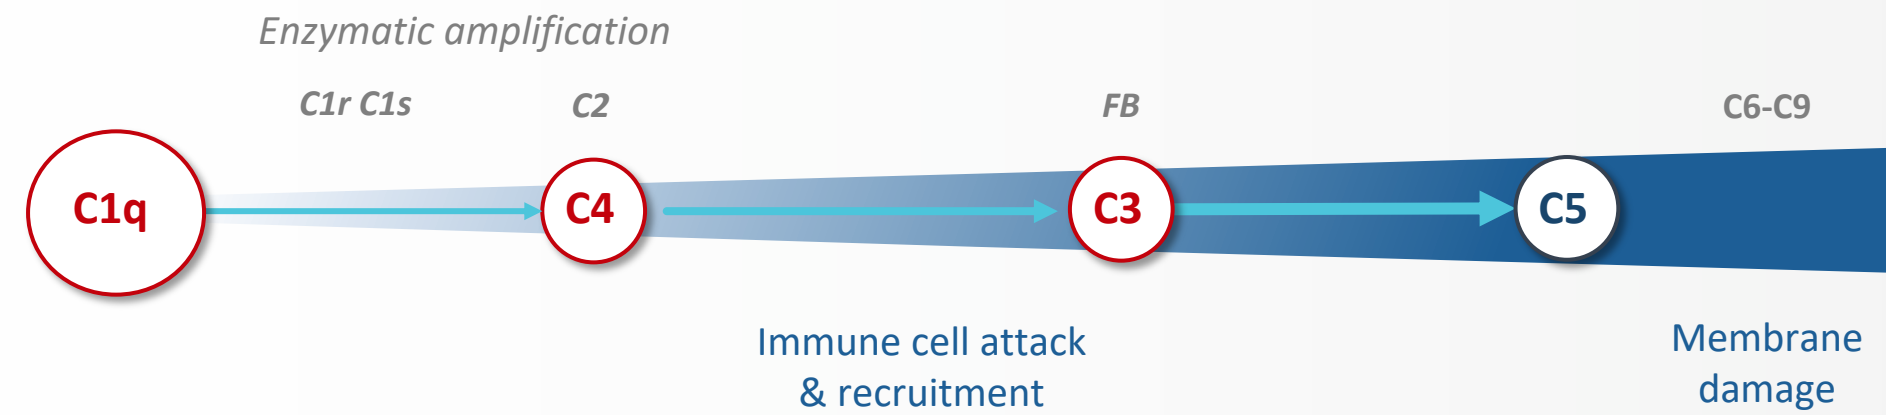 Enzymatic amplification
C1r C1s
C2
FB
C6-C9
C1q
C4
C3
C5
Immune cell attack
& recruitment
Membrane
damage